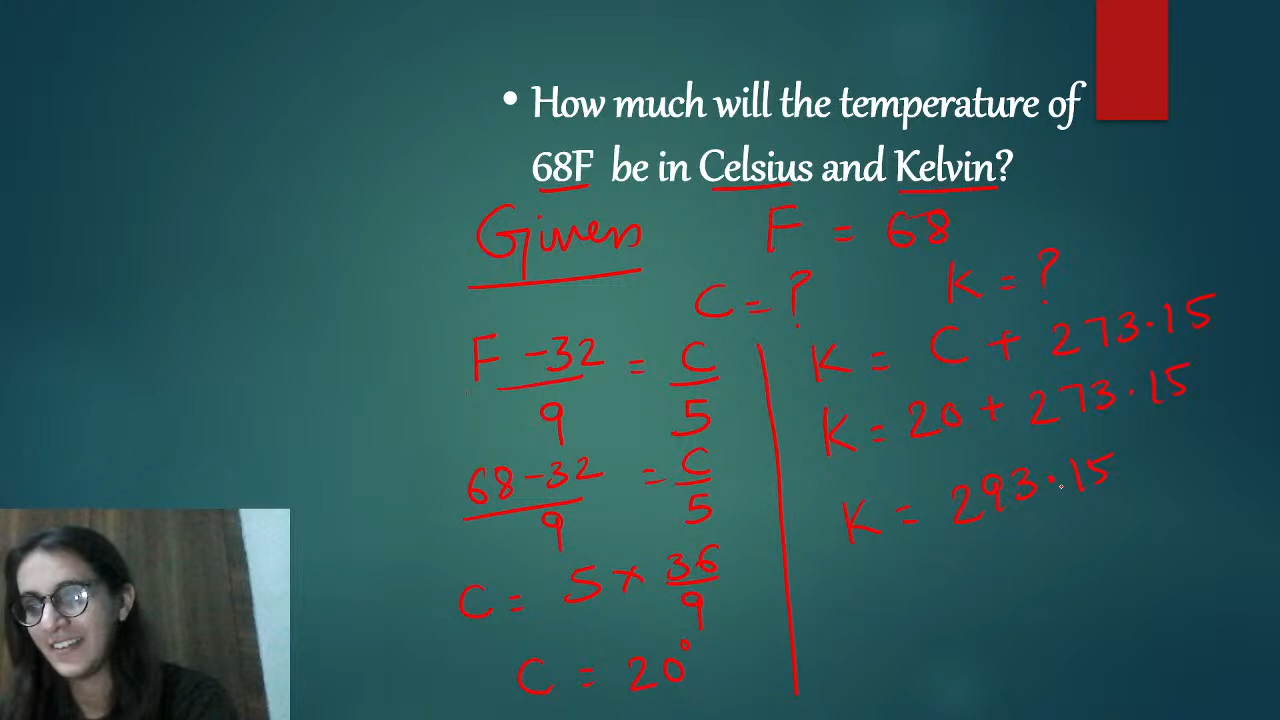 • How much will the temperature of
68F be in Celsius and Kelvin?
Given F = 68
C = ? K = ?
F - 32 / 9 = C / 5
68 - 32 / 9 = C / 5
C = 5 × 36 / 9
C = 20°
K = C + 273.15
K = 20 + 273.15
K = 293.15